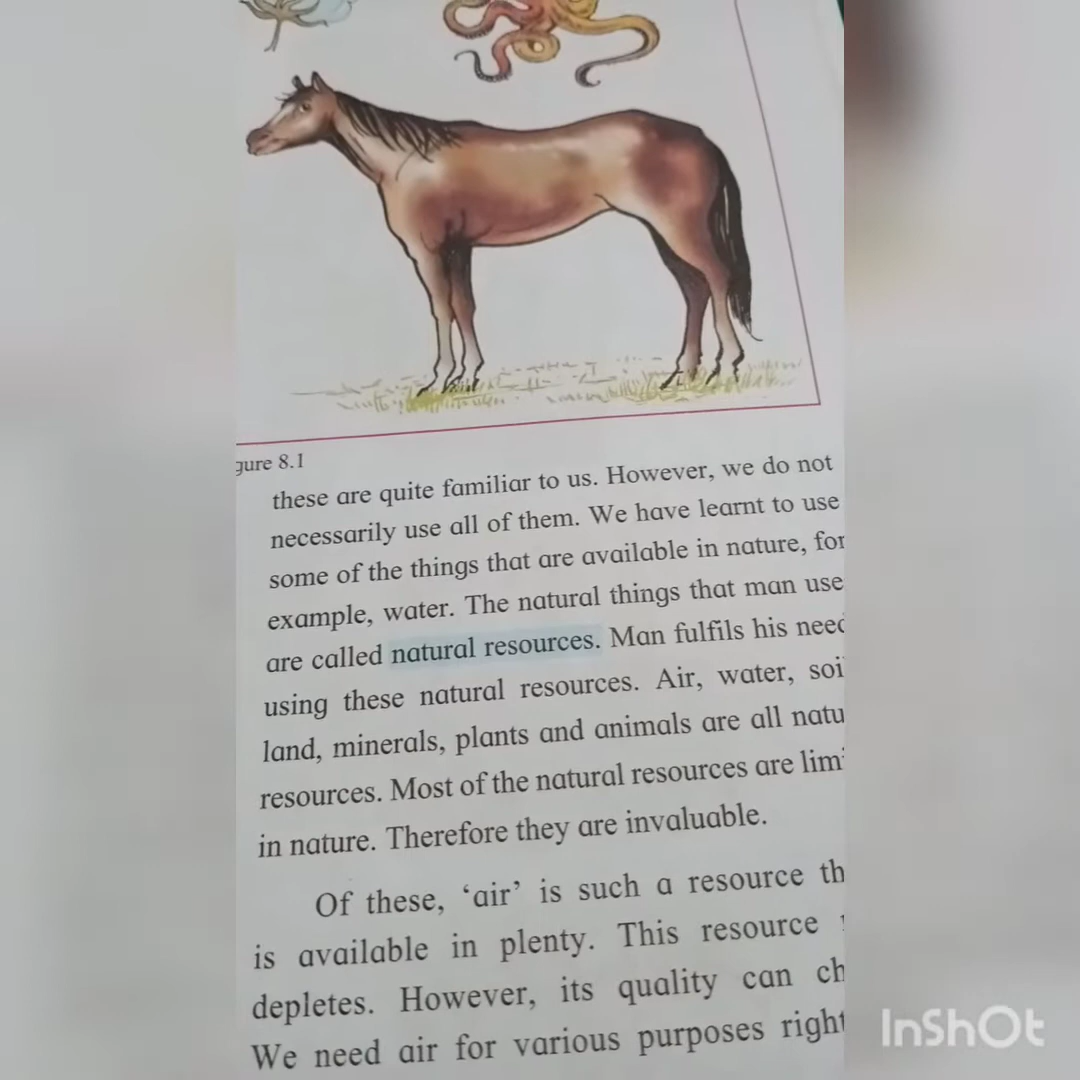 gure 8.1
these are quite familiar to us. However, we do not
necessarily use all of them. We have learnt to use
some of the things that are available in nature, for
example, water. The natural things that man use
are called natural resources. Man fulfils his need
using these natural resources. Air, water, soi
land, minerals, plants and animals are all natu
resources. Most of the natural resources are lim
in nature. Therefore they are invaluable.
Of these, ‘air’ is such a resource th
is available in plenty. This resource
depletes. However, its quality can ch
We need air for various purposes right
InShOt